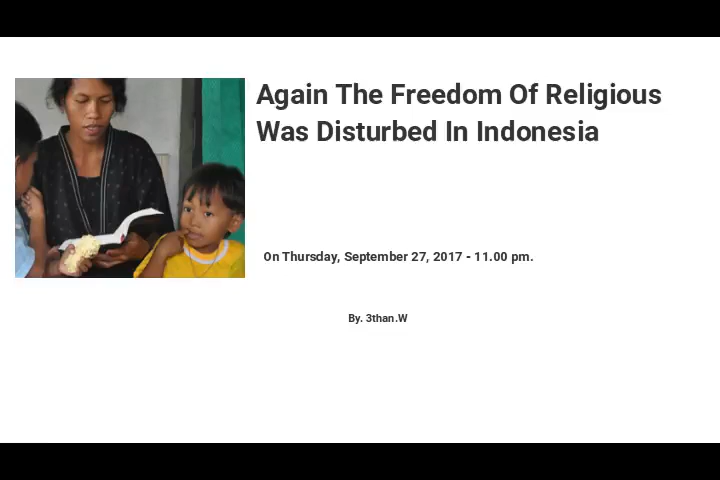 Again The Freedom Of Religious
Was Disturbed In Indonesia
On Thursday, September 27, 2017 - 11.00 pm.
By. 3than.W